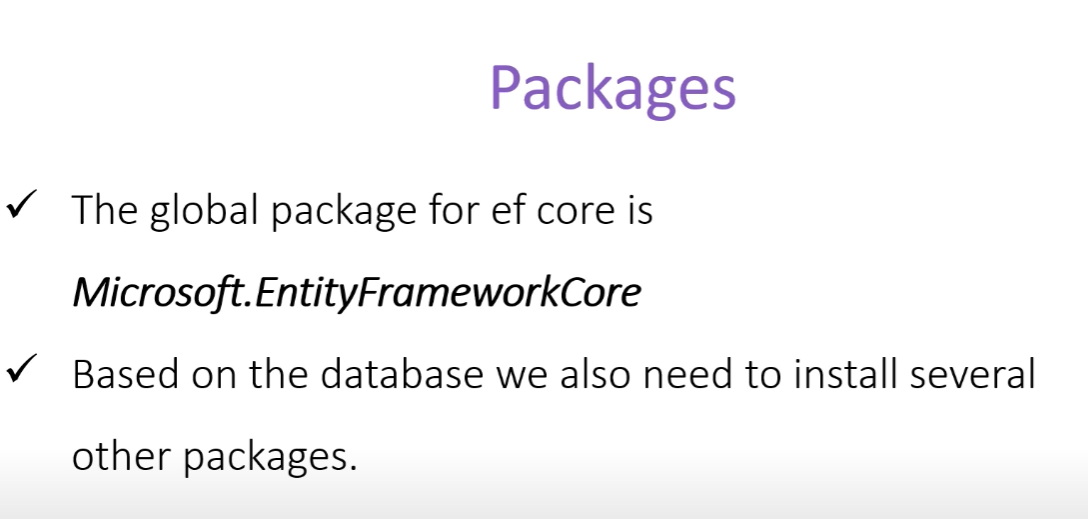 Packages
The global package for ef core is
Microsoft.EntityFrameworkCore
Based on the database we also need to install several
other packages.